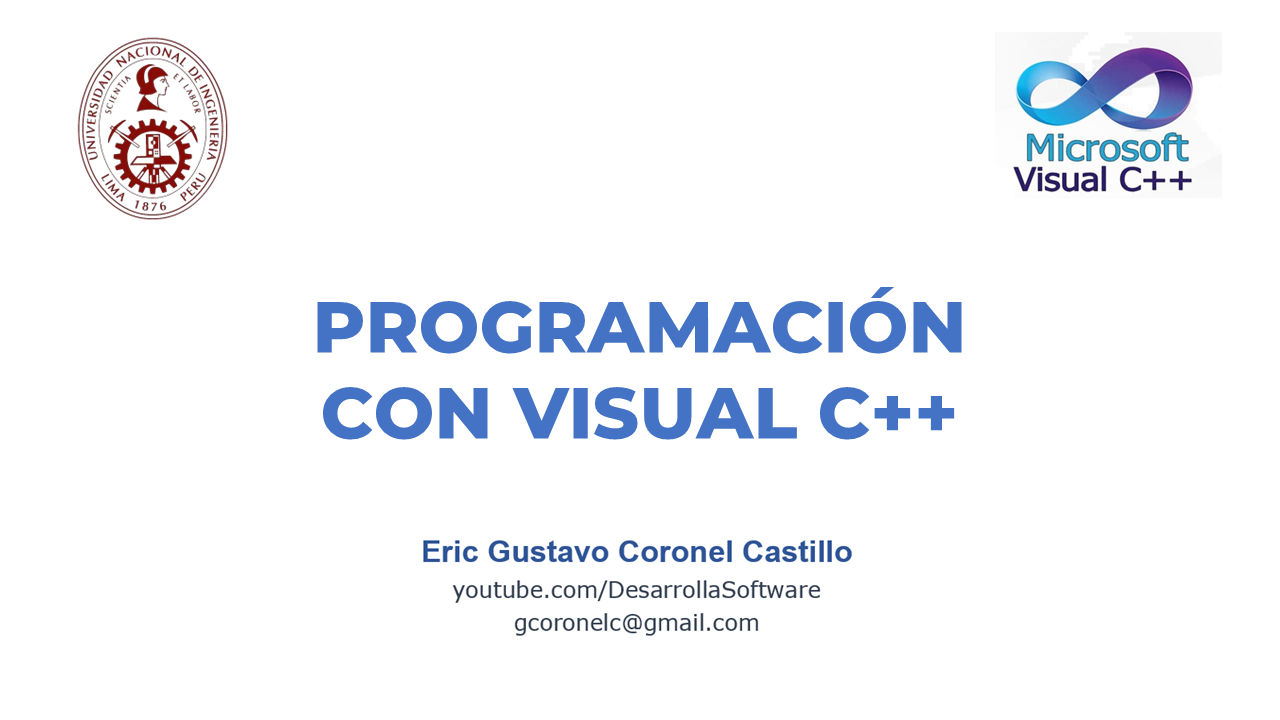 UNIVERSIDAD NACIONAL DE INGENIERIA
SCIENTIA ET LABOR
LIMA 1876 PERU
Microsoft
Visual C++
PROGRAMACIÓN
CON VISUAL C++
Eric Gustavo Coronel Castillo
youtube.com/DesarrollaSoftware
gcoronelc@gmail.com